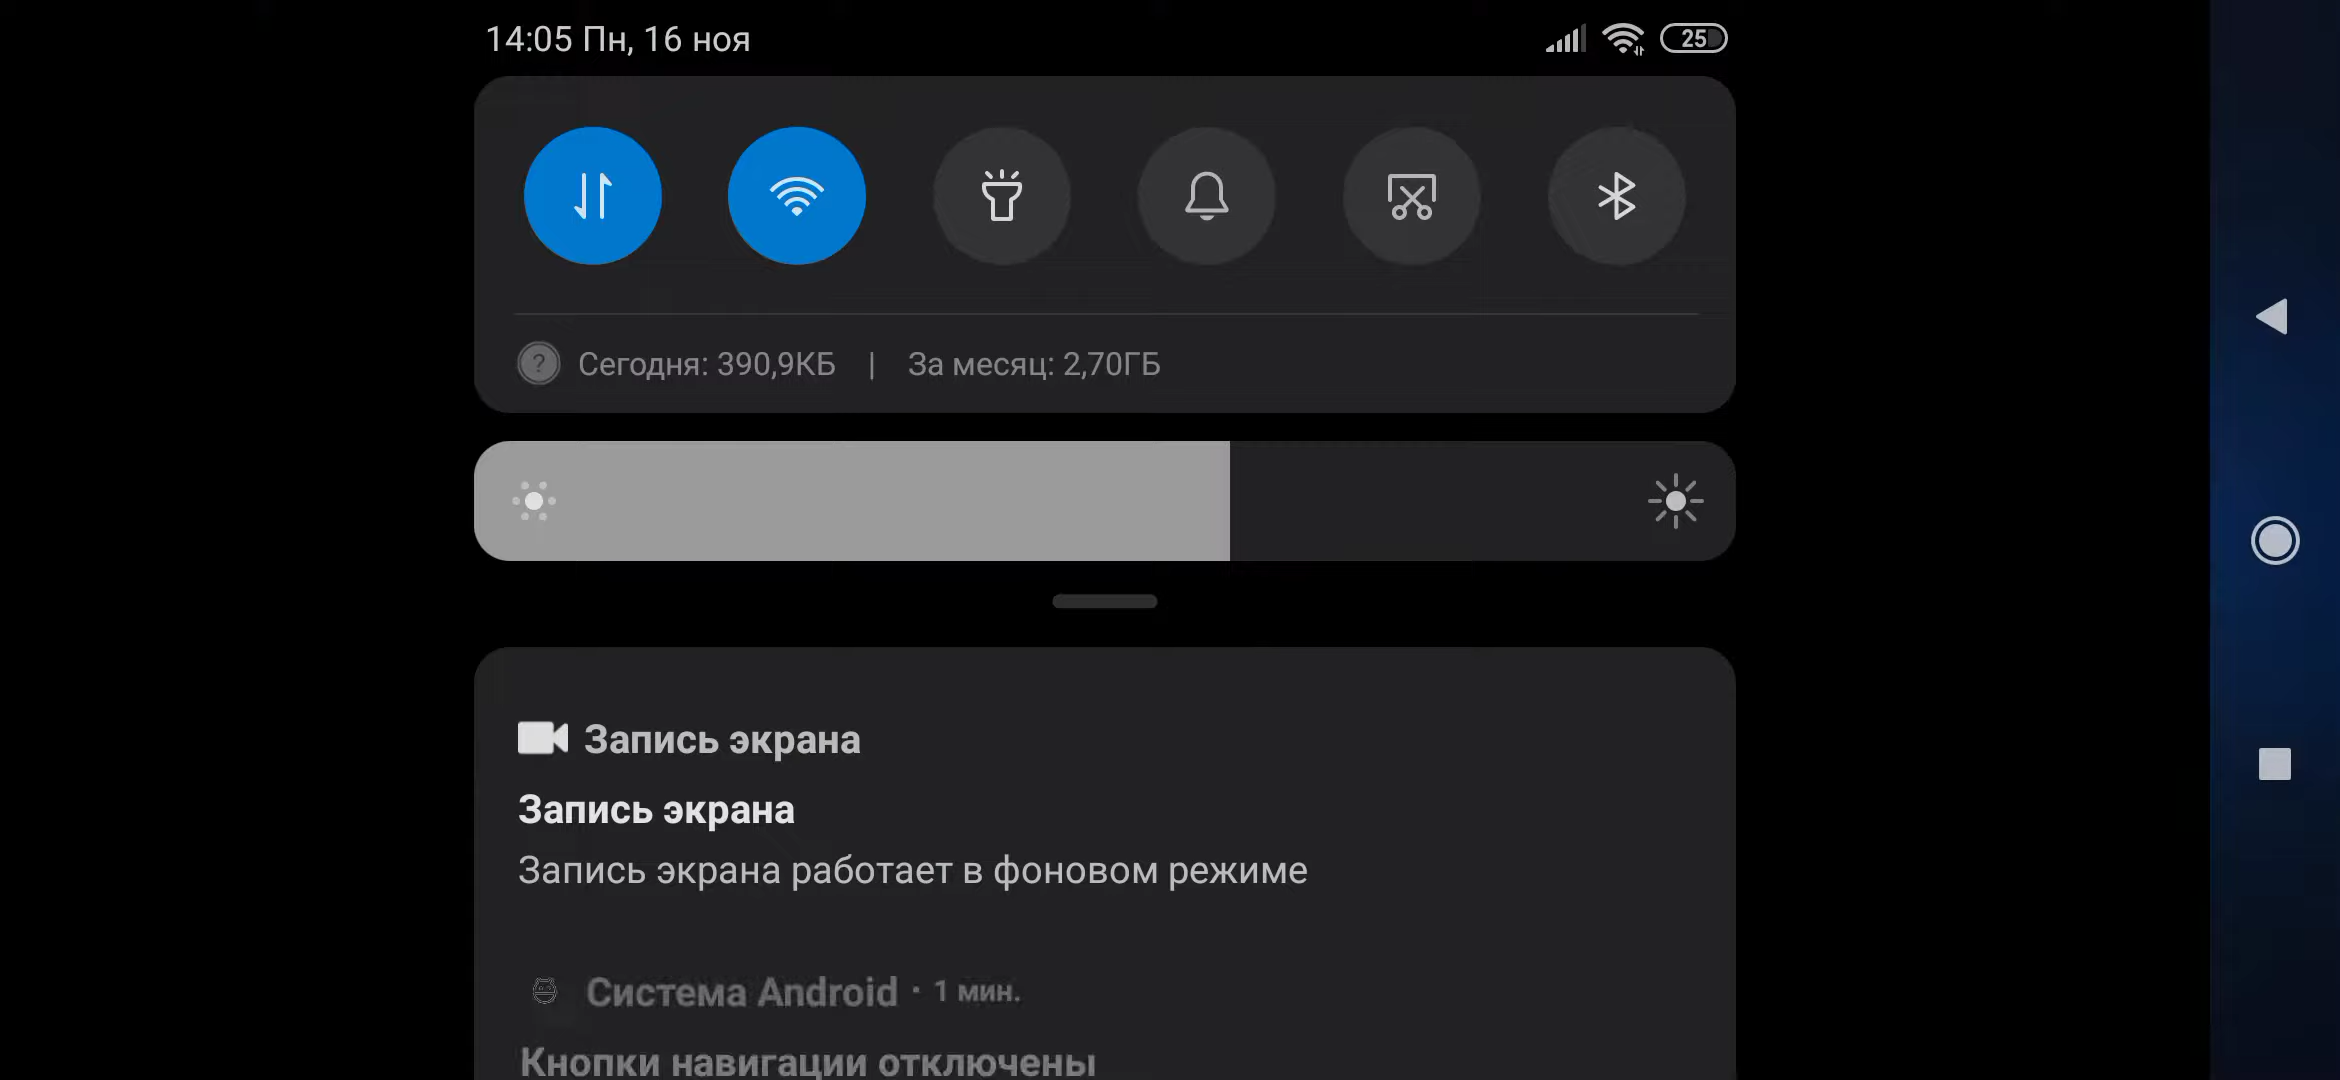 14:05 Пн, 16 ноя
25
Сегодня: 390,9КБ | За месяц: 2,70ГБ
Запись экрана
Запись экрана
Запись экрана работает в фоновом режиме
Система Android · 1 мин.
Кнопки навигации отключены